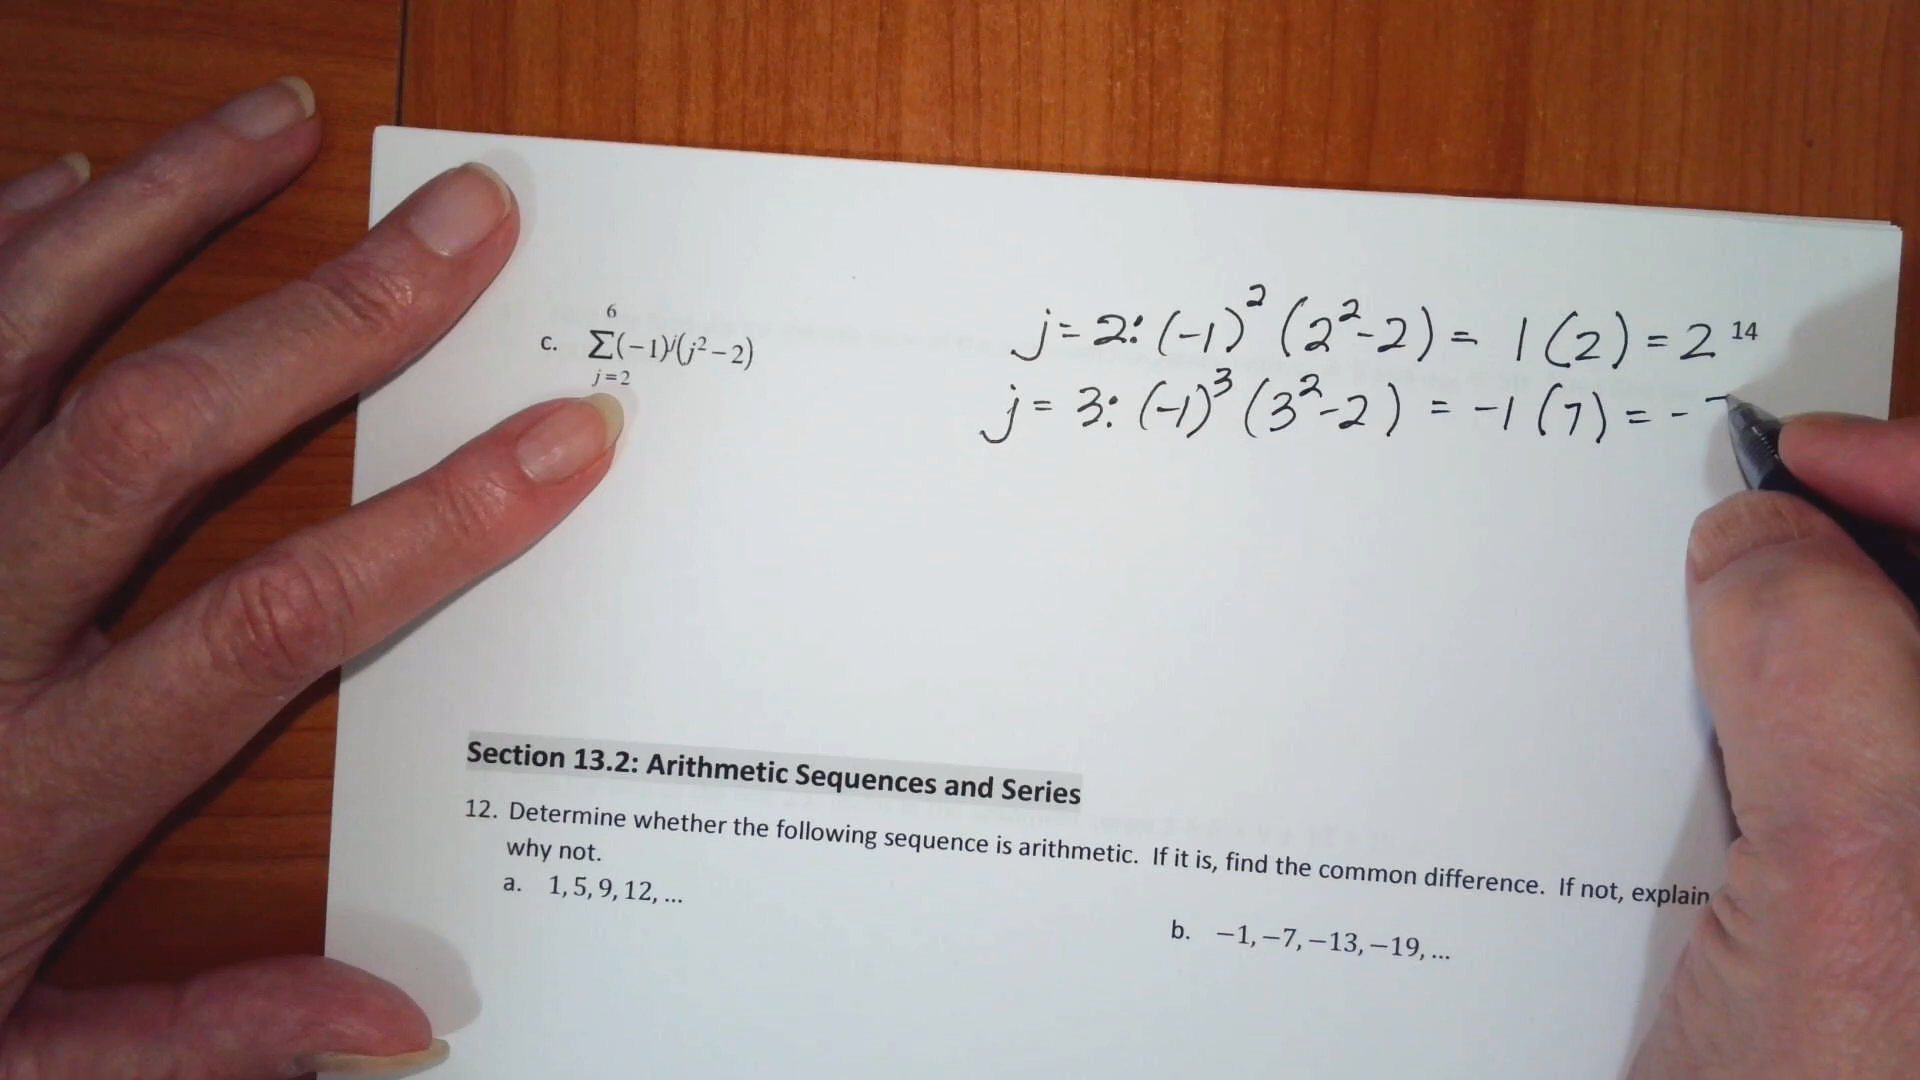 14
c. ∑(−1)ʲ(j² − 2)
6
j=2
j = 2: (-1)² (2²-2) = 1 (2) = 2
j = 3: (-1)³ (3²-2) = -1 (7) = -
Section 13.2: Arithmetic Sequences and Series
12. Determine whether the following sequence is arithmetic. If it is, find the common difference. If not, explain
why not.
a. 1, 5, 9, 12, ...
b. −1, −7, −13, −19, ...